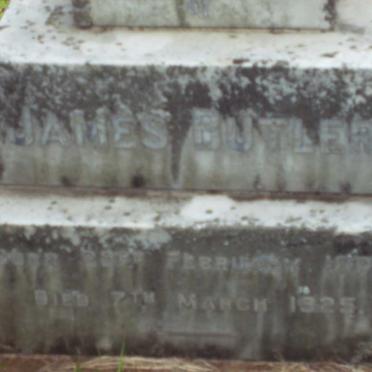 JAMES BUTLER
FEBRUARY
DIED 7TH MARCH 1925.